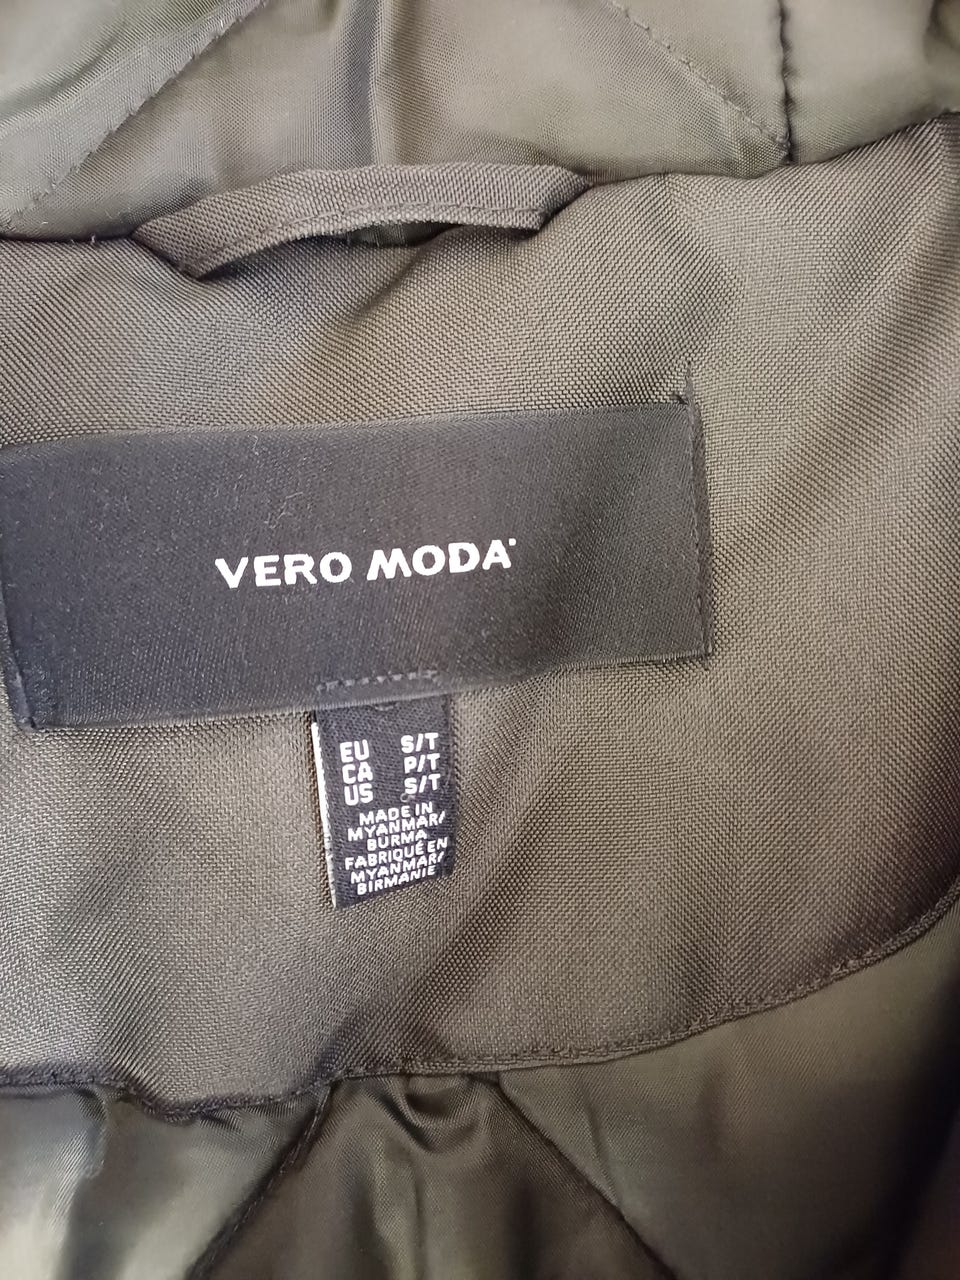 VERO MODA
EU S/T
CA P/T
US S/T
MADE IN
MYANMAR/
BURMA
FABRIQUÉ EN
MYANMAR/
BIRMANIE